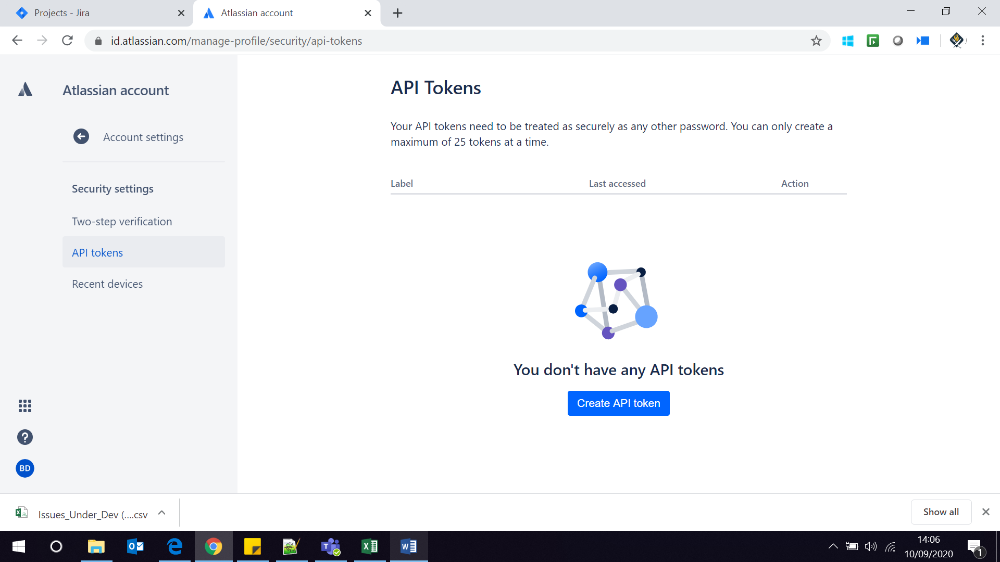 Projects - Jira
Atlassian account
id.atlassian.com/manage-profile/security/api-tokens
Atlassian account
Account settings
Security settings
Two-step verification
API tokens
Recent devices
BD
API Tokens
Your API tokens need to be treated as securely as any other password. You can only create a
maximum of 25 tokens at a time.
Label Last accessed Action
You don't have any API tokens
Create API token
Issues_Under_Dev (....csv
Show all
14:06
10/09/2020
1